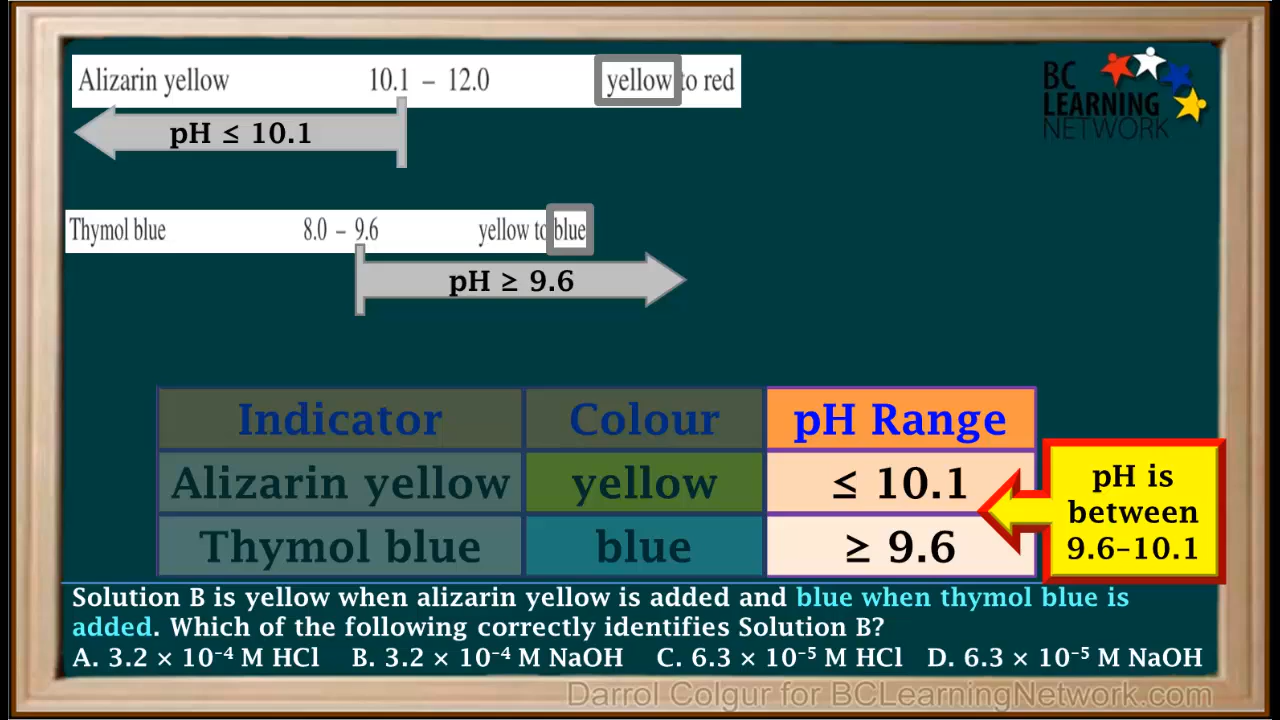 Alizarin yellow 10.1 – 12.0 yellow to red
BC
LEARNING
NETWORK
pH ≤ 10.1
Thymol blue 8.0 – 9.6 yellow to blue
pH ≥ 9.6
Indicator Colour pH Range
Alizarin yellow yellow ≤ 10.1
Thymol blue blue ≥ 9.6
pH is
between
9.6–10.1
Solution B is yellow when alizarin yellow is added and blue when thymol blue is
added. Which of the following correctly identifies Solution B?
A. 3.2 × 10⁻⁴ M HCl B. 3.2 × 10⁻⁴ M NaOH C. 6.3 × 10⁻⁵ M HCl D. 6.3 × 10⁻⁵ M NaOH
Darrol Colgur for BCLearningNetwork.com